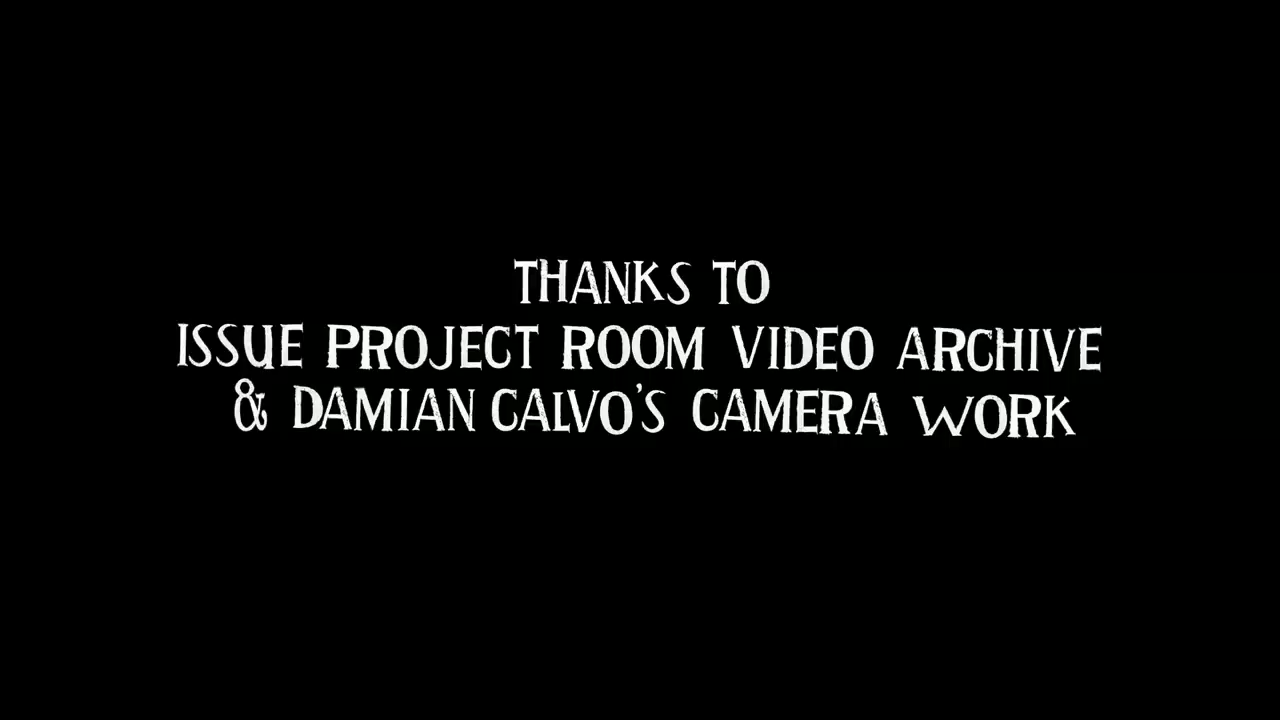 THANKS TO
ISSUE PROJECT ROOM VIDEO ARCHIVE
& DAMIAN CALVO'S CAMERA WORK